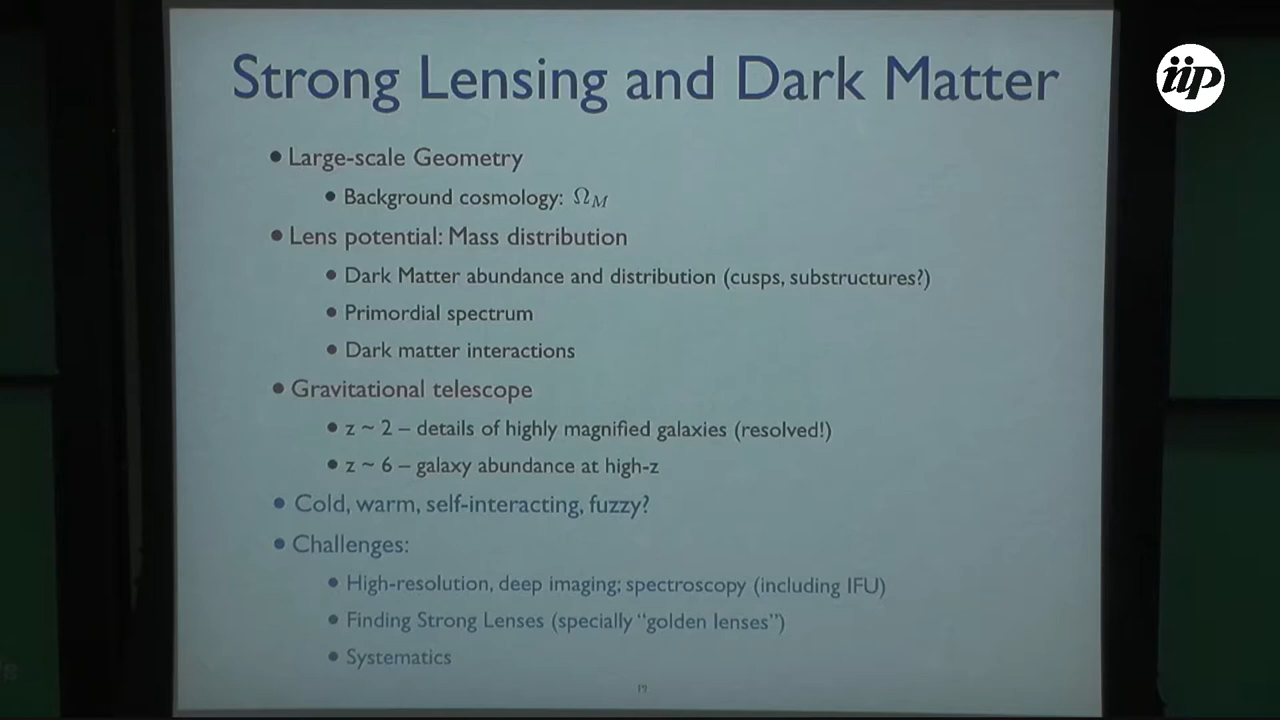 Strong Lensing and Dark Matter
iip
• Large-scale Geometry
• Background cosmology: Ω_M
• Lens potential: Mass distribution
• Dark Matter abundance and distribution (cusps, substructures?)
• Primordial spectrum
• Dark matter interactions
• Gravitational telescope
• z ~ 2 – details of highly magnified galaxies (resolved!)
• z ~ 6 – galaxy abundance at high-z
• Cold, warm, self-interacting, fuzzy?
• Challenges:
• High-resolution, deep imaging; spectroscopy (including IFU)
• Finding Strong Lenses (specially "golden lenses")
• Systematics
19